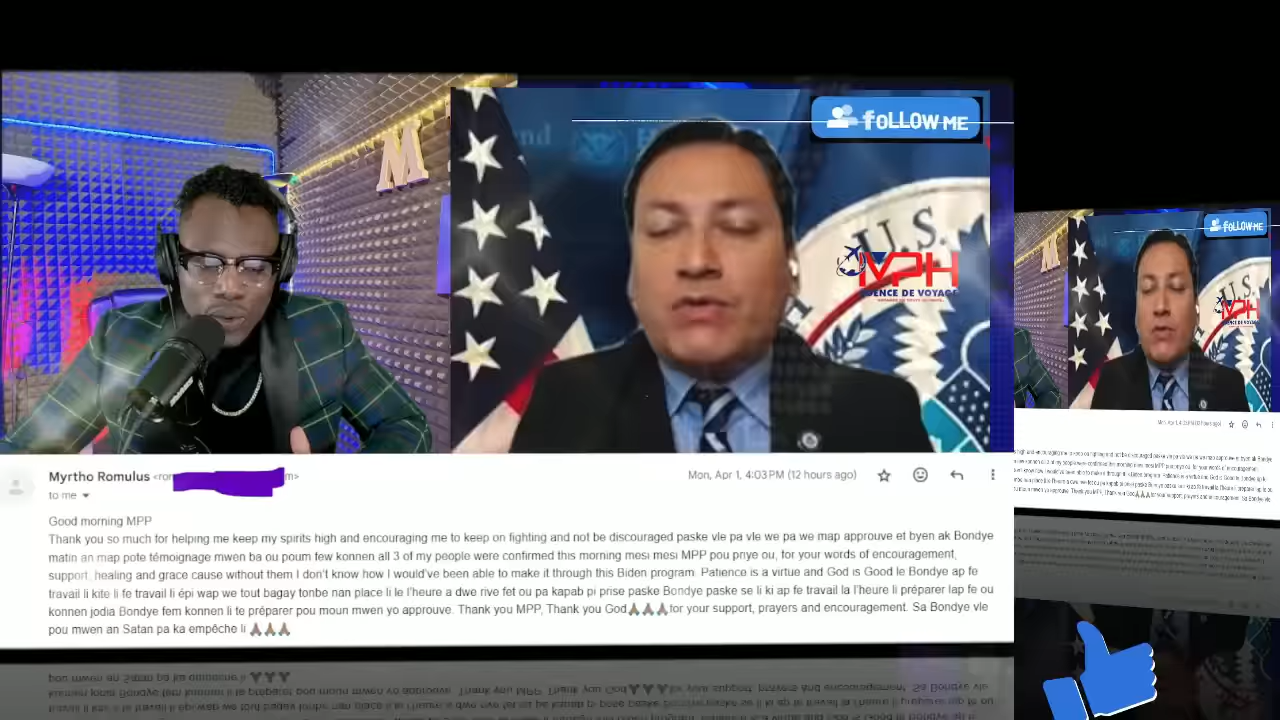 M
FOLLOW ME
U.S.
MPH
AGENCE DE VOYAGE
Myrtho Romulus
Mon, Apr 1, 4:03 PM (12 hours ago)
to me
Good morning MPP
Thank you so much for helping me keep my spirits high and encouraging me to keep on fighting and not be discouraged paske vle pa vle we pa we map approuve et byen ak Bondye
matin an map pote témoignage mwen ba ou poum few konnen all 3 of my people were confirmed this morning mesi mesi MPP pou priye ou, for your words of encouragement,
support, healing and grace cause without them I don't know how I would've been able to make it through this Biden program. Patience is a virtue and God is Good le Bondye ap fe
travail li kite li fe travail li épi wap we tout bagay tonbe nan place li le l'heure a dwe rive fet ou pa kapab pi prise paske Bondye paske se li ki ap fe travail la l'heure li préparer lap fe ou
konnen jodia Bondye fem konnen li te préparer pou moun mwen yo approuve. Thank you MPP, Thank you God🙏🙏🙏for your support, prayers and encouragement. Sa Bondye vle
pou mwen an Satan pa ka empêche li 🙏🙏🙏
FOLLOW ME